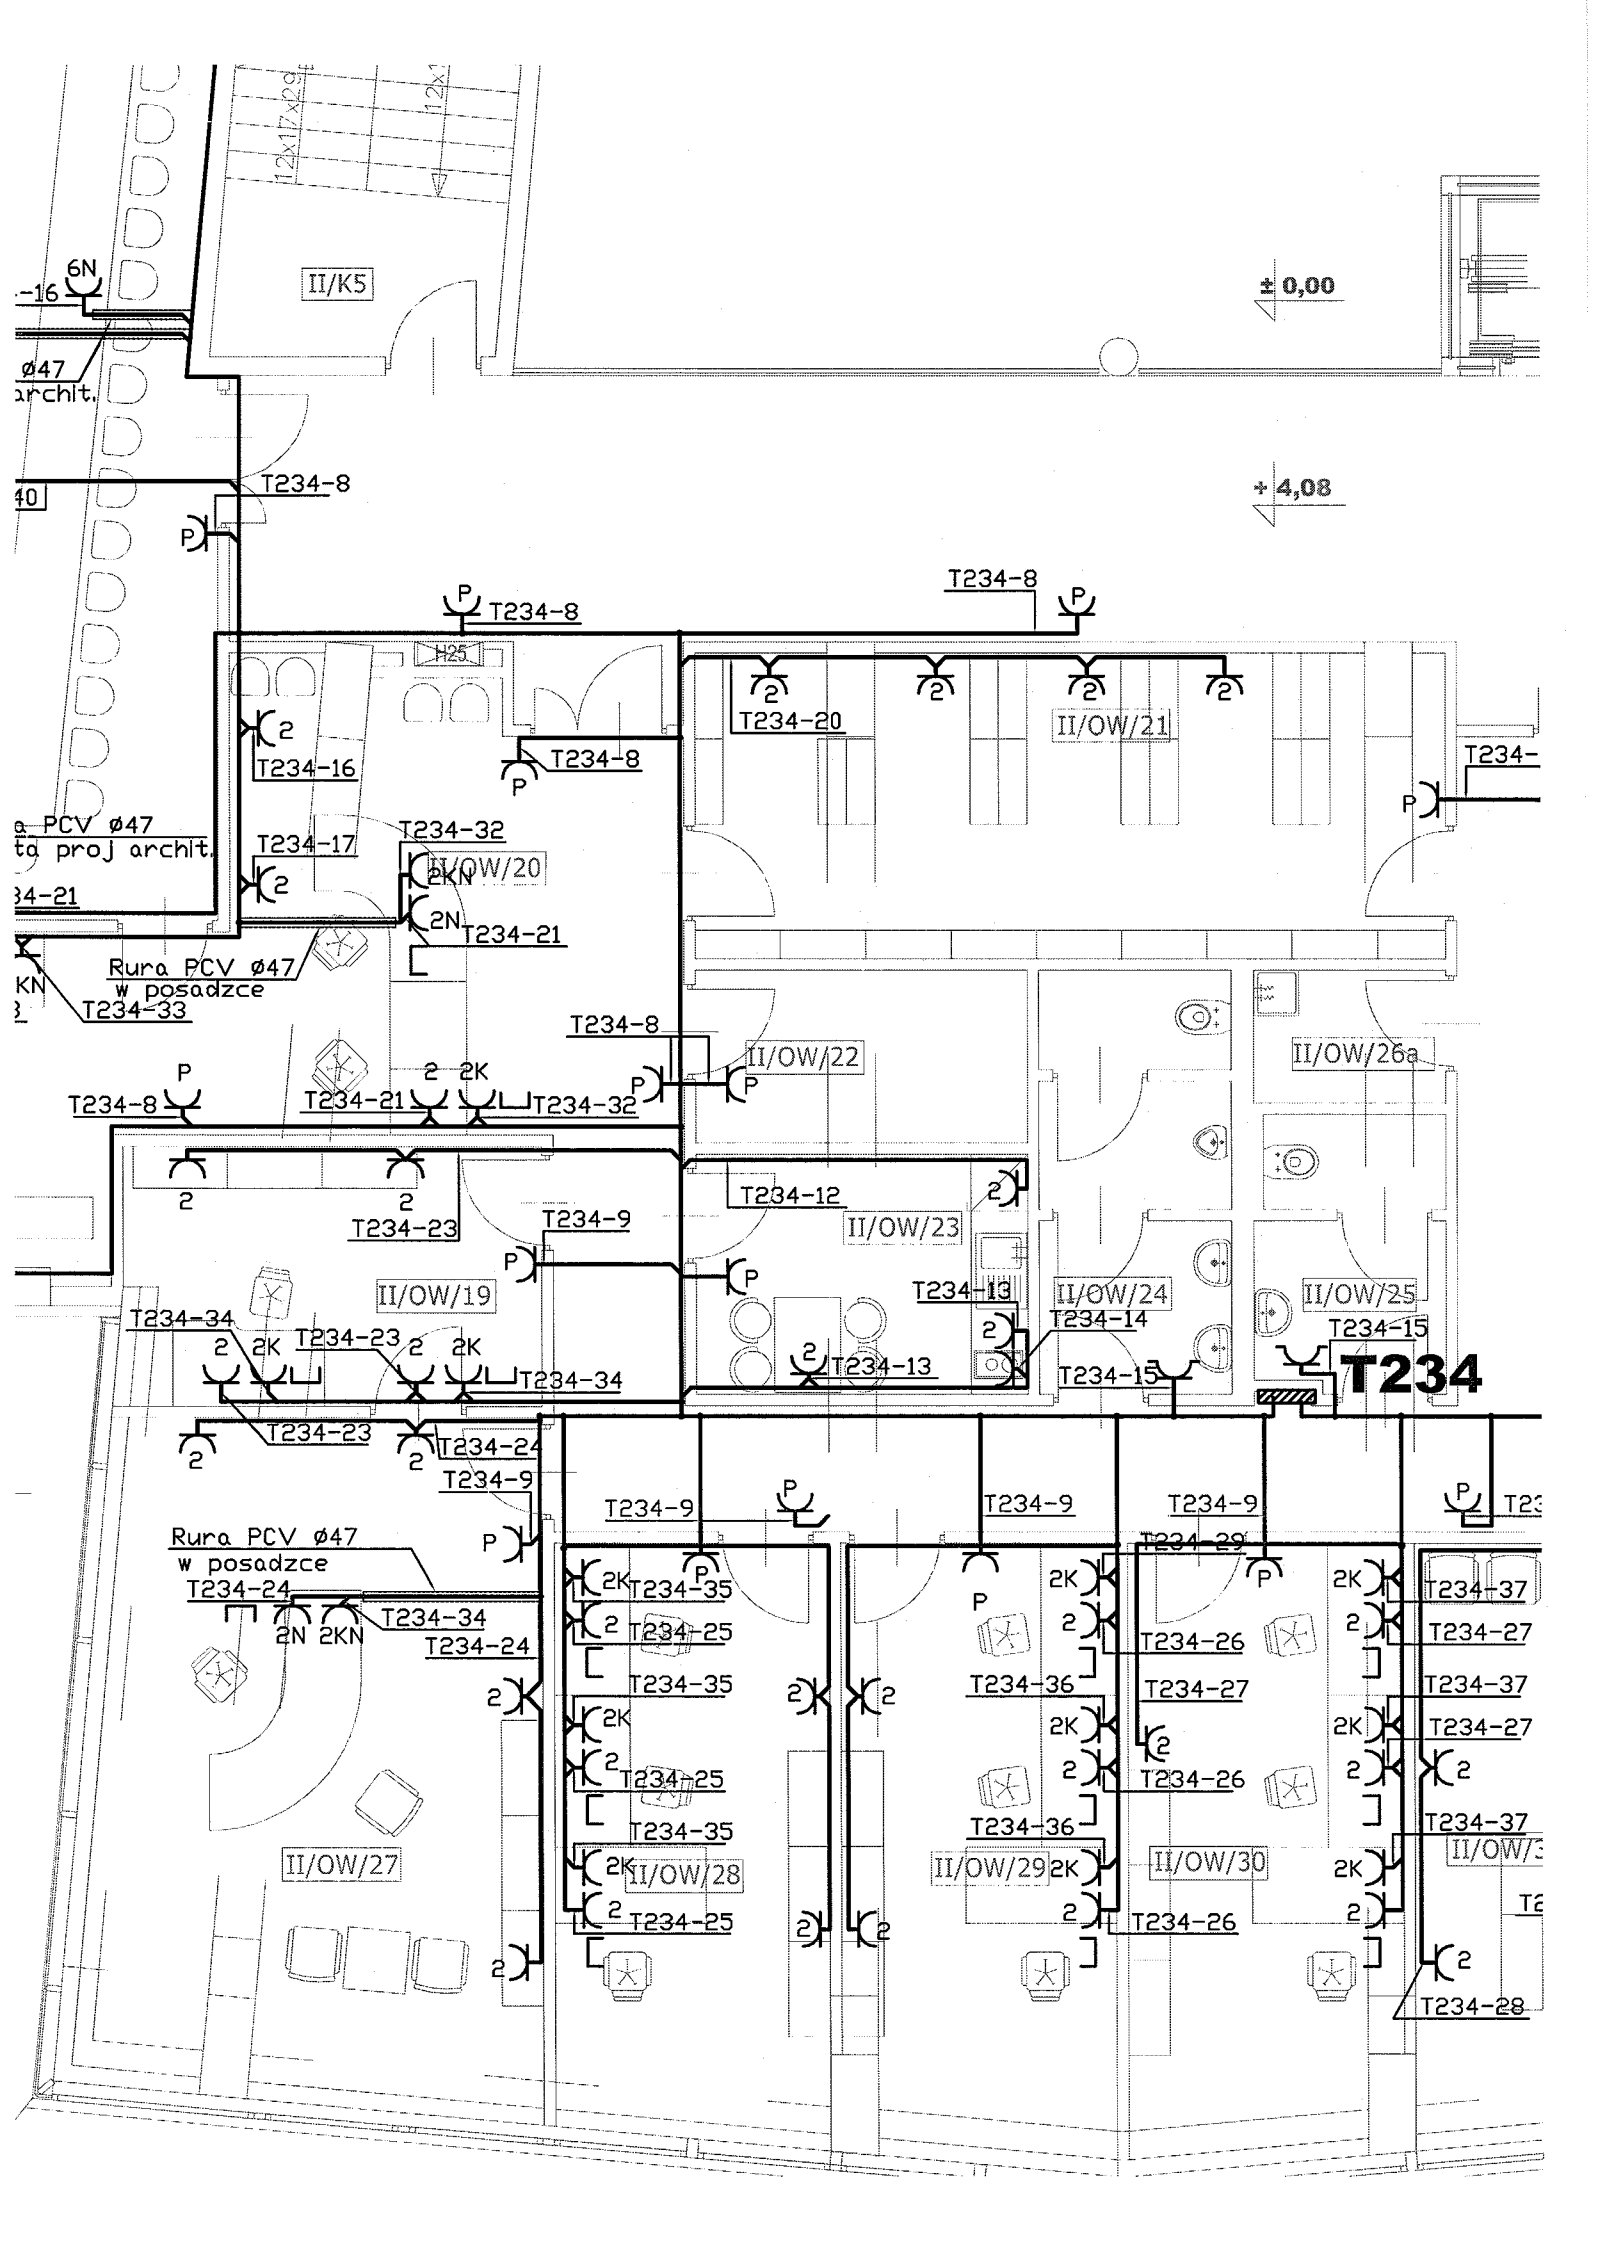 12x17x29
12x1
II/K5
6N
-16
± 0,00
ø47
archit.
T234-8
40
+ 4,08
P
T234-8
P
T234-8
P
H25
2
2
2
2
T234-20
II/OW/21
2
T234-16
T234-8
P
T234-
P
a PCV ø47
ta proj archit.
T234-17
T234-32
II/OW/20
2KN
2
34-21
2N
T234-21
Rura PCV ø47
w posadzce
KN
T234-33
T234-8
II/OW/22
II/OW/26a
P
2
2K
P
P
T234-8
T234-21
T234-32
2
2
T234-12
2
T234-23
T234-9
II/OW/23
P
P
II/OW/19
T234-13
II/OW/24
II/OW/25
T234-34
T234-23
2
T234-14
T234-15
2
2K
2
2K
2
T234-13
T234-15
T234
T234-34
T234-23
T234-24
2
2
T234-9
P
T234-9
T234-9
T234-9
P
T23
Rura PCV ø47
w posadzce
P
T234-29
T234-24
2N
2KN
T234-34
2K
P
T234-35
P
2K
P
2K
T234-37
2
T234-25
2
T234-26
2
T234-27
T234-24
T234-35
T234-36
T234-27
T234-37
2
2
2
2K
2K
2K
T234-27
2
T234-25
2
2
T234-26
2
2
T234-35
T234-36
T234-37
II/OW/27
2K
II/OW/28
II/OW/29
2K
II/OW/30
2K
II/OW/3
2
T234-25
2
2
2
T234-26
2
T2
2
2
T234-28